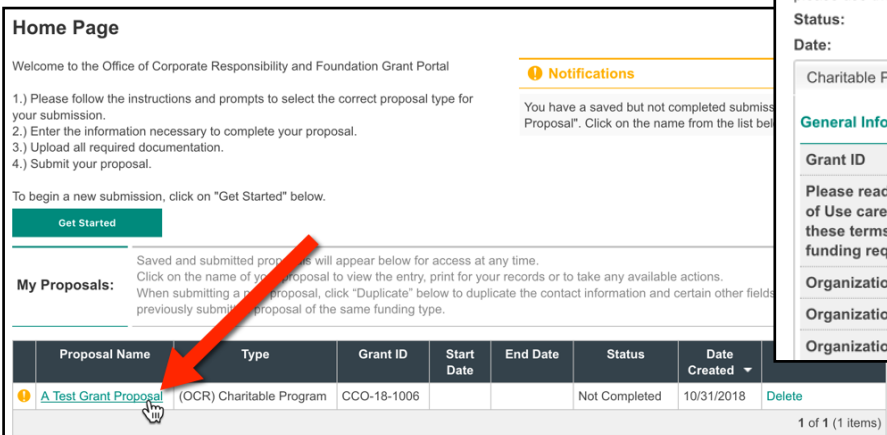 Home Page
Welcome to the Office of Corporate Responsibility and Foundation Grant Portal
1.) Please follow the instructions and prompts to select the correct proposal type for
your submission.
2.) Enter the information necessary to complete your proposal.
3.) Upload all required documentation.
4.) Submit your proposal.
To begin a new submission, click on "Get Started" below.
Get Started
Notifications
You have a saved but not completed submiss
Proposal". Click on the name from the list bel
My Proposals:
Saved and submitted proposals will appear below for access at any time.
Click on the name of your proposal to view the entry, print for your records or to take any available actions.
When submitting a new proposal, click "Duplicate" below to duplicate the contact information and certain other fields
previously submitted proposal of the same funding type.
Proposal Name Type Grant ID Start Date End Date Status Date Created
A Test Grant Proposal (OCR) Charitable Program CCO-18-1006 Not Completed 10/31/2018 Delete
1 of 1 (1 items)
Status:
Date:
Charitable P
General Info
Grant ID
Please read
of Use care
these terms
funding req
Organizatio
Organizatio
Organizatio